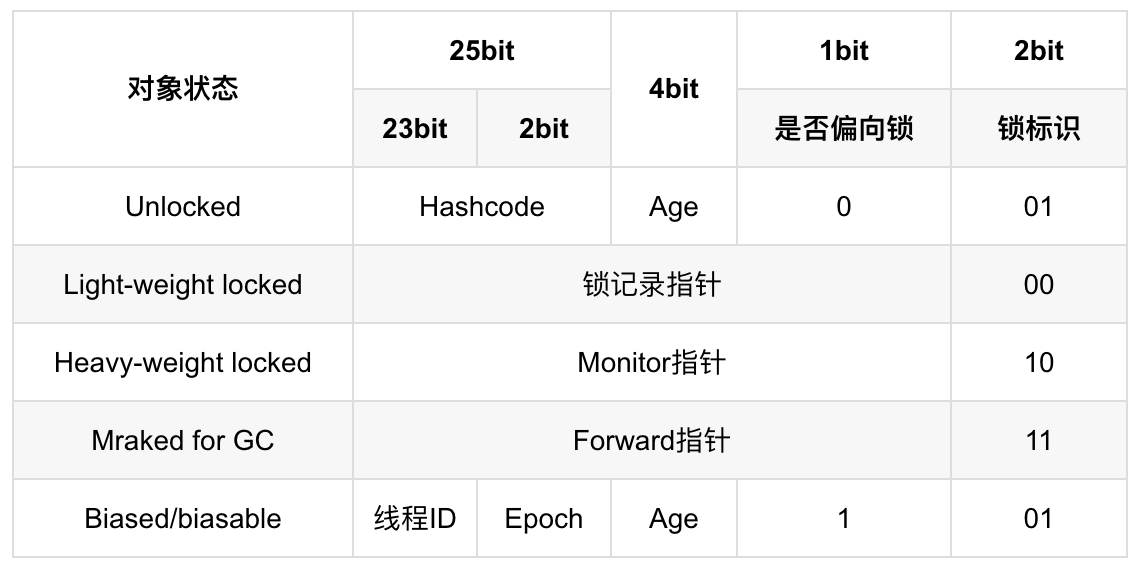 对象状态 25bit 4bit 1bit 2bit
23bit 2bit 是否偏向锁 锁标识
Unlocked Hashcode Age 0 01
Light-weight locked 锁记录指针 00
Heavy-weight locked Monitor指针 10
Mraked for GC Forward指针 11
Biased/biasable 线程ID Epoch Age 1 01